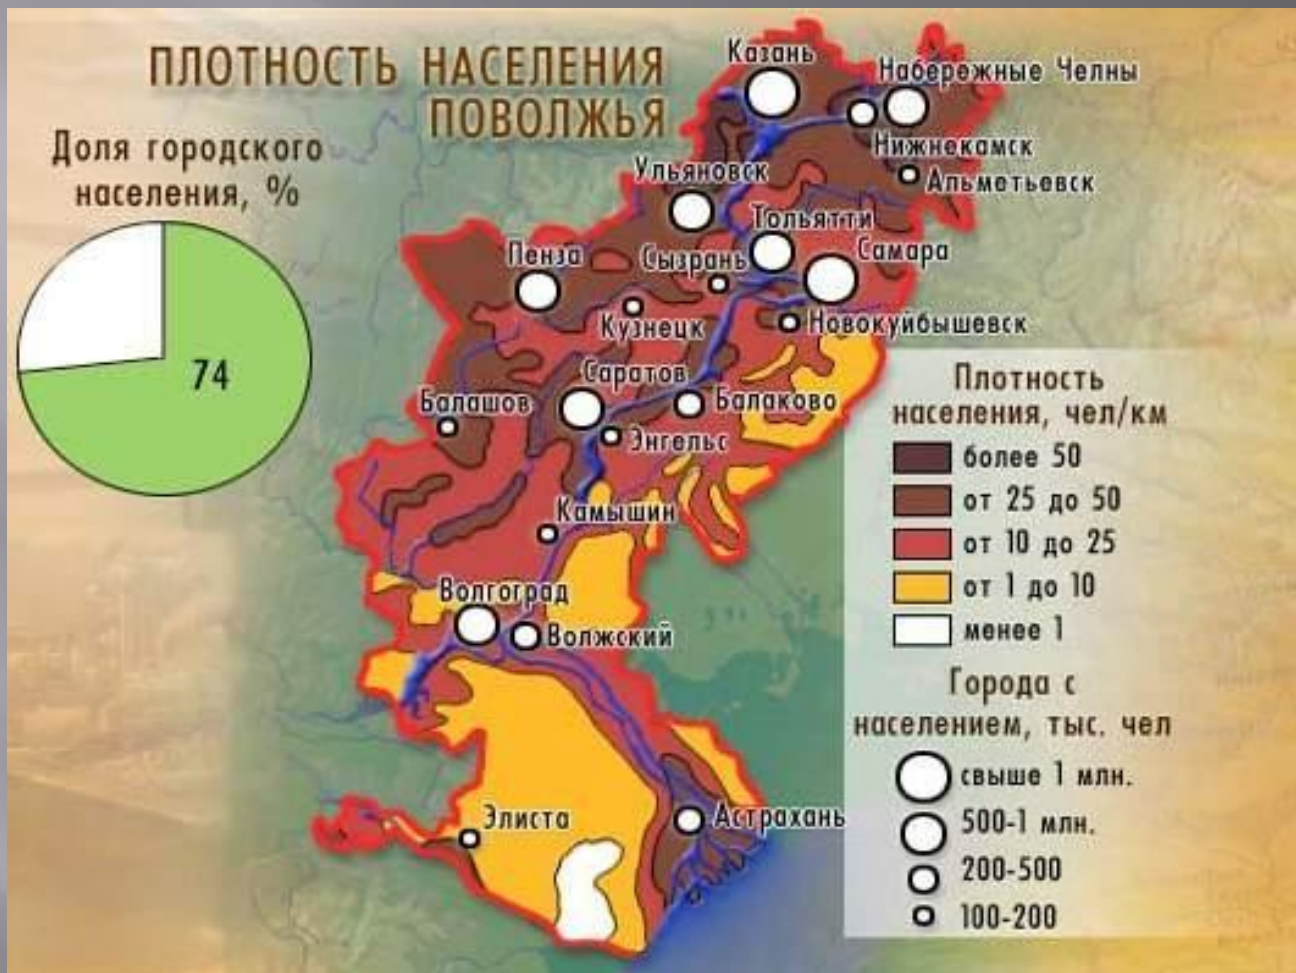 ПЛОТНОСТЬ НАСЕЛЕНИЯ
ПОВОЛЖЬЯ
Доля городского
населения, %
74
Казань
Набережные Челны
Нижнекамск
Альметьевск
Ульяновск
Тольятти
Самара
Сызрань
Пенза
Кузнецк
Новокуйбышевск
Саратов
Балашов
Балаково
Энгельс
Камышин
Волгоград
Волжский
Элиста
Астрахань
Плотность
населения, чел/км
более 50
от 25 до 50
от 10 до 25
от 1 до 10
менее 1
Города с
населением, тыс. чел
свыше 1 млн.
500-1 млн.
200-500
100-200